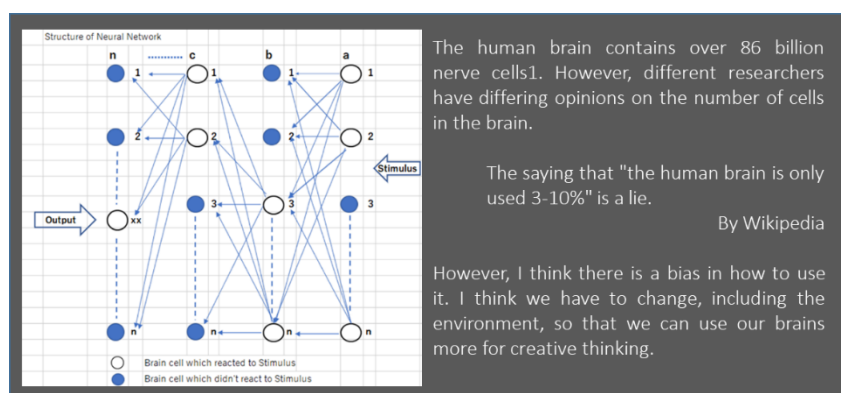 Structure of Neural Network
n ........... c b a
1 1 1 1
2 2 2 2
Stimulus
3 3 3
Output
xx
n n n n
Brain cell which reacted to Stimulus
Brain cell which didn't react to Stimulus
The human brain contains over 86 billion
nerve cells1. However, different researchers
have differing opinions on the number of cells
in the brain.
The saying that "the human brain is only
used 3-10%" is a lie.
By Wikipedia
However, I think there is a bias in how to use
it. I think we have to change, including the
environment, so that we can use our brains
more for creative thinking.